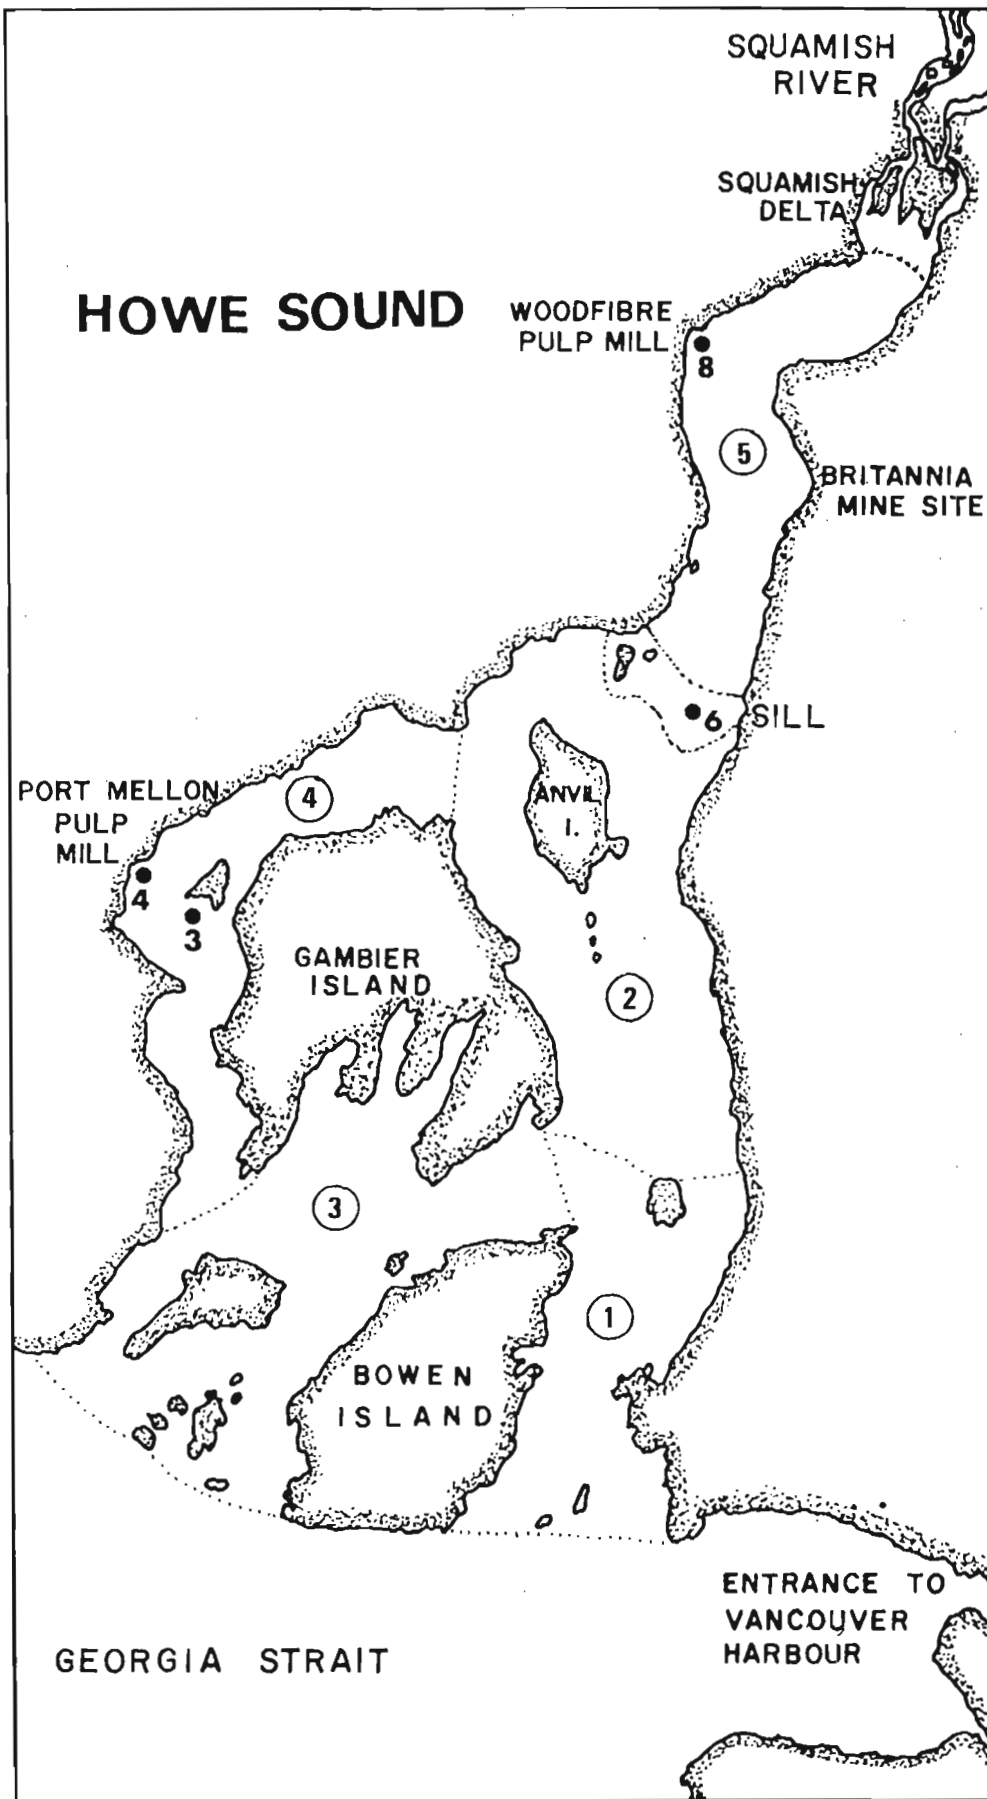 SQUAMISH
RIVER
SQUAMISH
DELTA
HOWE SOUND
WOODFIBRE
PULP MILL
8
5
BRITANNIA
MINE SITE
6
SILL
PORT MELLON
PULP
MILL
4
ANVIL
I.
4
3
GAMBIER
ISLAND
2
3
1
BOWEN
ISLAND
ENTRANCE TO
VANCOUVER
HARBOUR
GEORGIA STRAIT